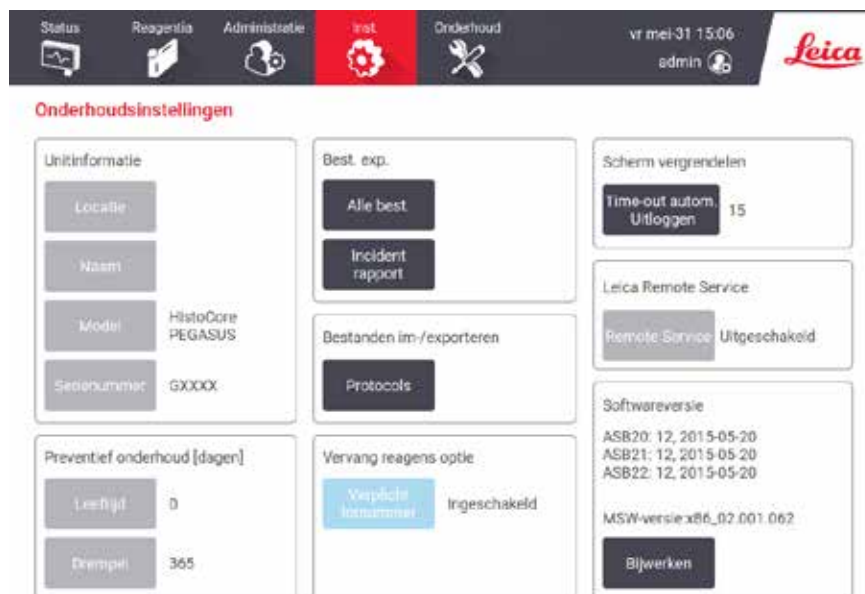 Status
Reagentia
Administratie
Inst.
Onderhoud
vr mei-31 15:06
admin
Leica
Onderhoudsinstellingen
Unitinformatie
Locatie
Naam
Model
HistoCore
PEGASUS
Serienummer
GXXXX
Preventief onderhoud [dagen]
Leeftijd
0
Drempel
365
Best. exp.
Alle best.
Incident
rapport
Bestanden im-/exporteren
Protocols
Vervang reagens optie
Verplicht
lotnummer
Ingeschakeld
Scherm vergrendelen
Time-out autom.
Uitloggen
15
Leica Remote Service
Remote Service
Uitgeschakeld
Softwareversie
ASB20: 12, 2015-05-20
ASB21: 12, 2015-05-20
ASB22: 12, 2015-05-20
MSW-versie:x86_02.001.062
Bijwerken